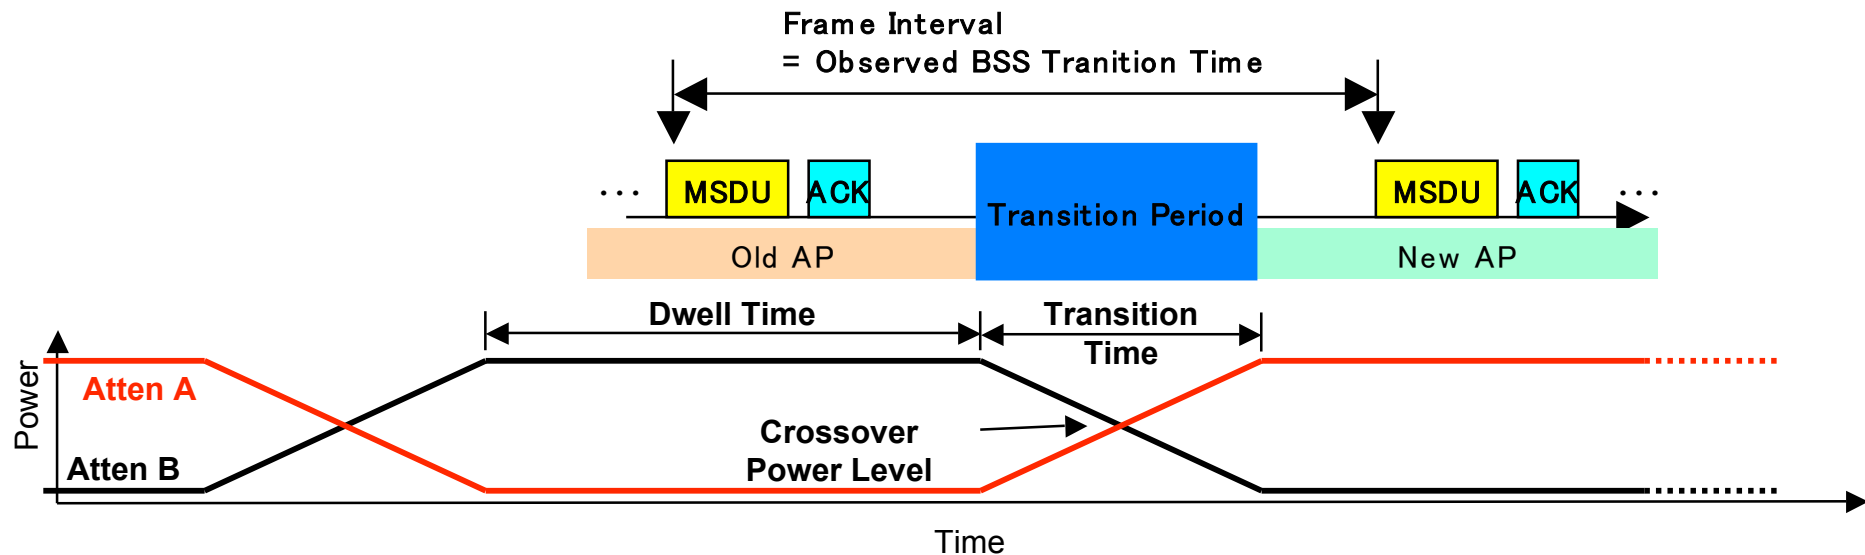 Frame Interval
= Observed BSS Tranition Time
... MSDU ACK Transition Period MSDU ACK ...
Old AP
New AP
Dwell Time
Transition
Time
Power
Atten A
Atten B
Crossover
Power Level
Time